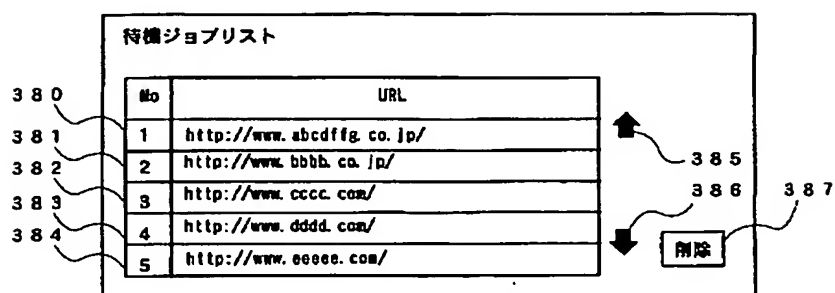 待機ジョブリスト
No URL
380 1 http://www.abcdffg.co.jp/
381 2 http://www.bbbb.co.jp/
382 3 http://www.cccc.com/
383 4 http://www.dddd.com/
384 5 http://www.eeeee.com/
385
386
387
削除